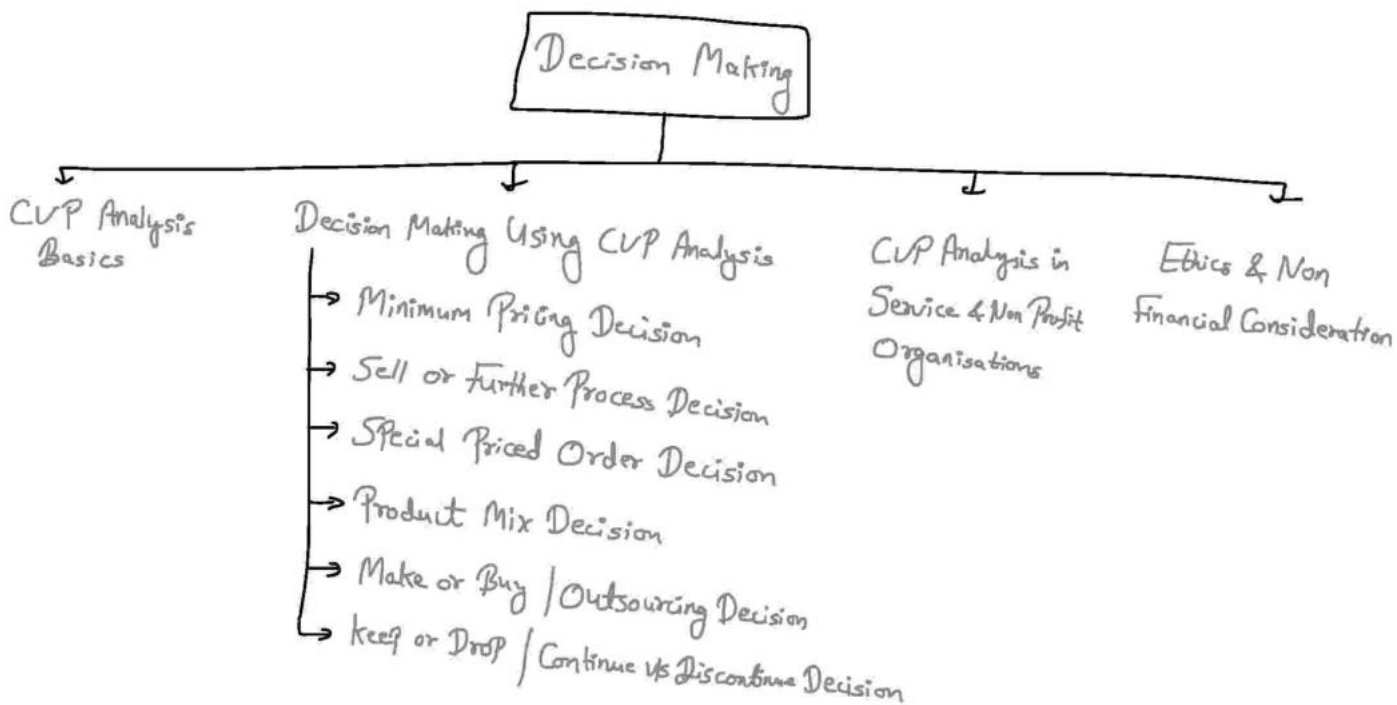 Decision Making
CVP Analysis
Basics
Decision Making Using CVP Analysis
Minimum Pricing Decision
Sell or Further Process Decision
Special Priced Order Decision
Product Mix Decision
Make or Buy / Outsourcing Decision
Keep or Drop / Continue v/s Discontinue Decision
CVP Analysis in
Service & Non Profit
Organisations
Ethics & Non
Financial Consideration